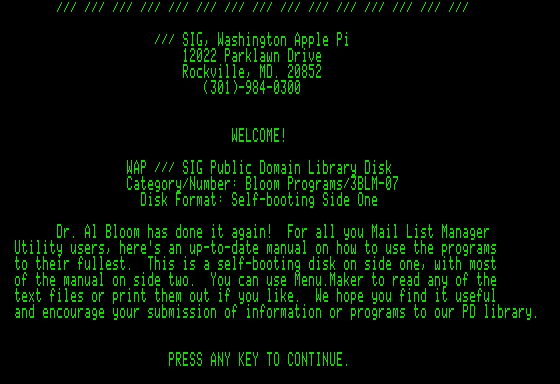 /// /// /// /// /// /// /// /// /// /// /// /// /// /// ///
/// SIG, Washington Apple Pi
12022 Parklawn Drive
Rockville, MD. 20852
(301)-984-0300
WELCOME!
WAP /// SIG Public Domain Library Disk
Category/Number: Bloom Programs/3BLM-07
Disk Format: Self-booting Side One
Dr. Al Bloom has done it again!  For all you Mail List Manager
Utility users, here's an up-to-date manual on how to use the programs
to their fullest.  This is a self-booting disk on side one, with most
of the manual on side two.  You can use Menu.Maker to read any of the
text files or print them out if you like.  We hope you find it useful
and encourage your submission of information or programs to our PD library.
PRESS ANY KEY TO CONTINUE.